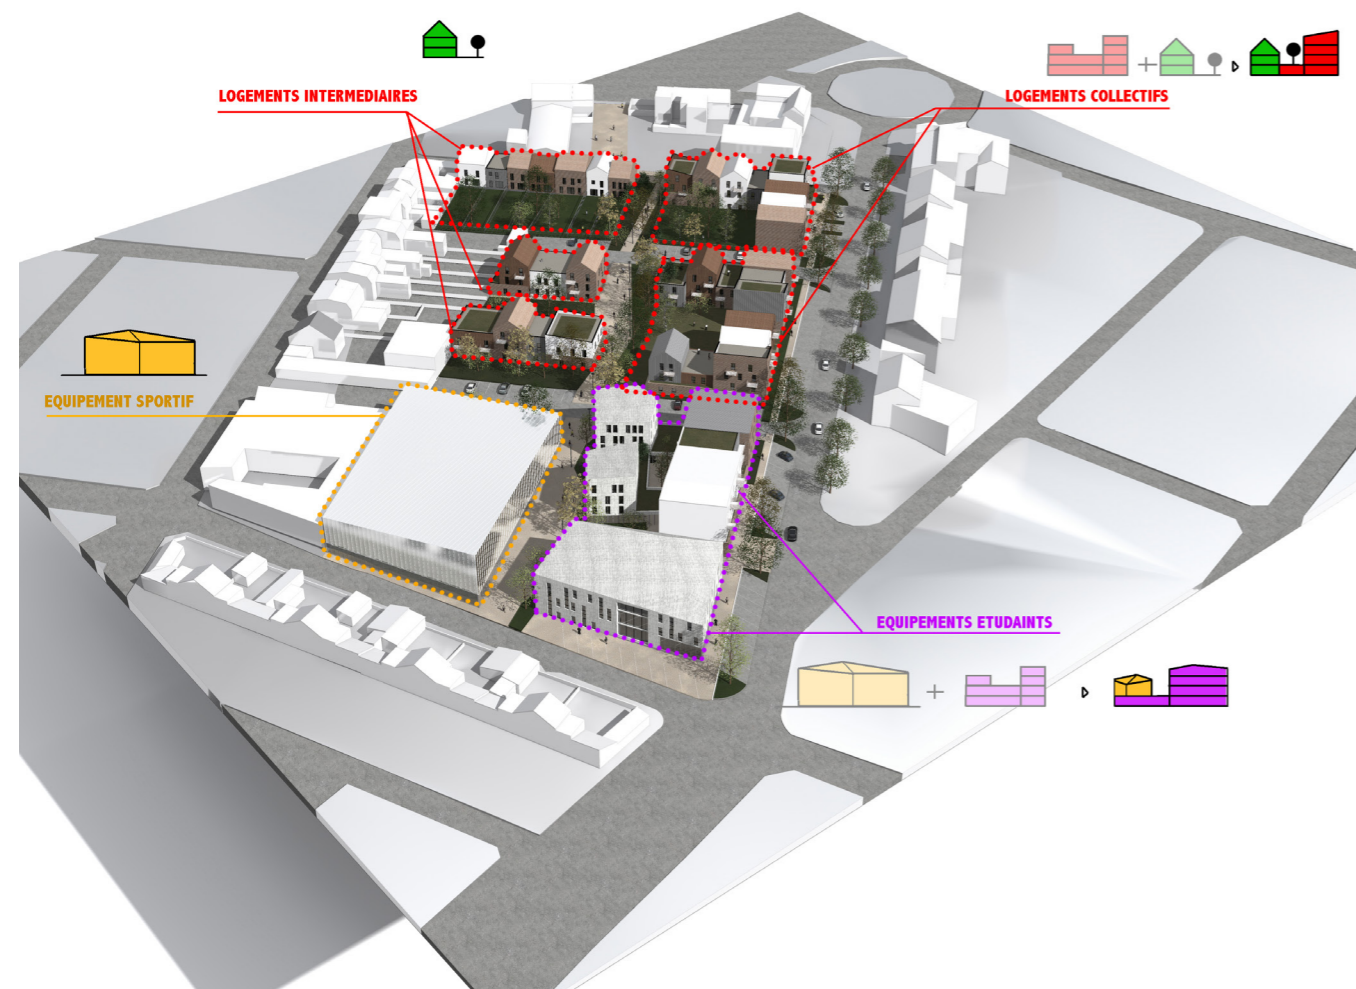 LOGEMENTS INTERMEDIAIRES
LOGEMENTS COLLECTIFS
EQUIPEMENT SPORTIF
EQUIPEMENTS ETUDAINTS